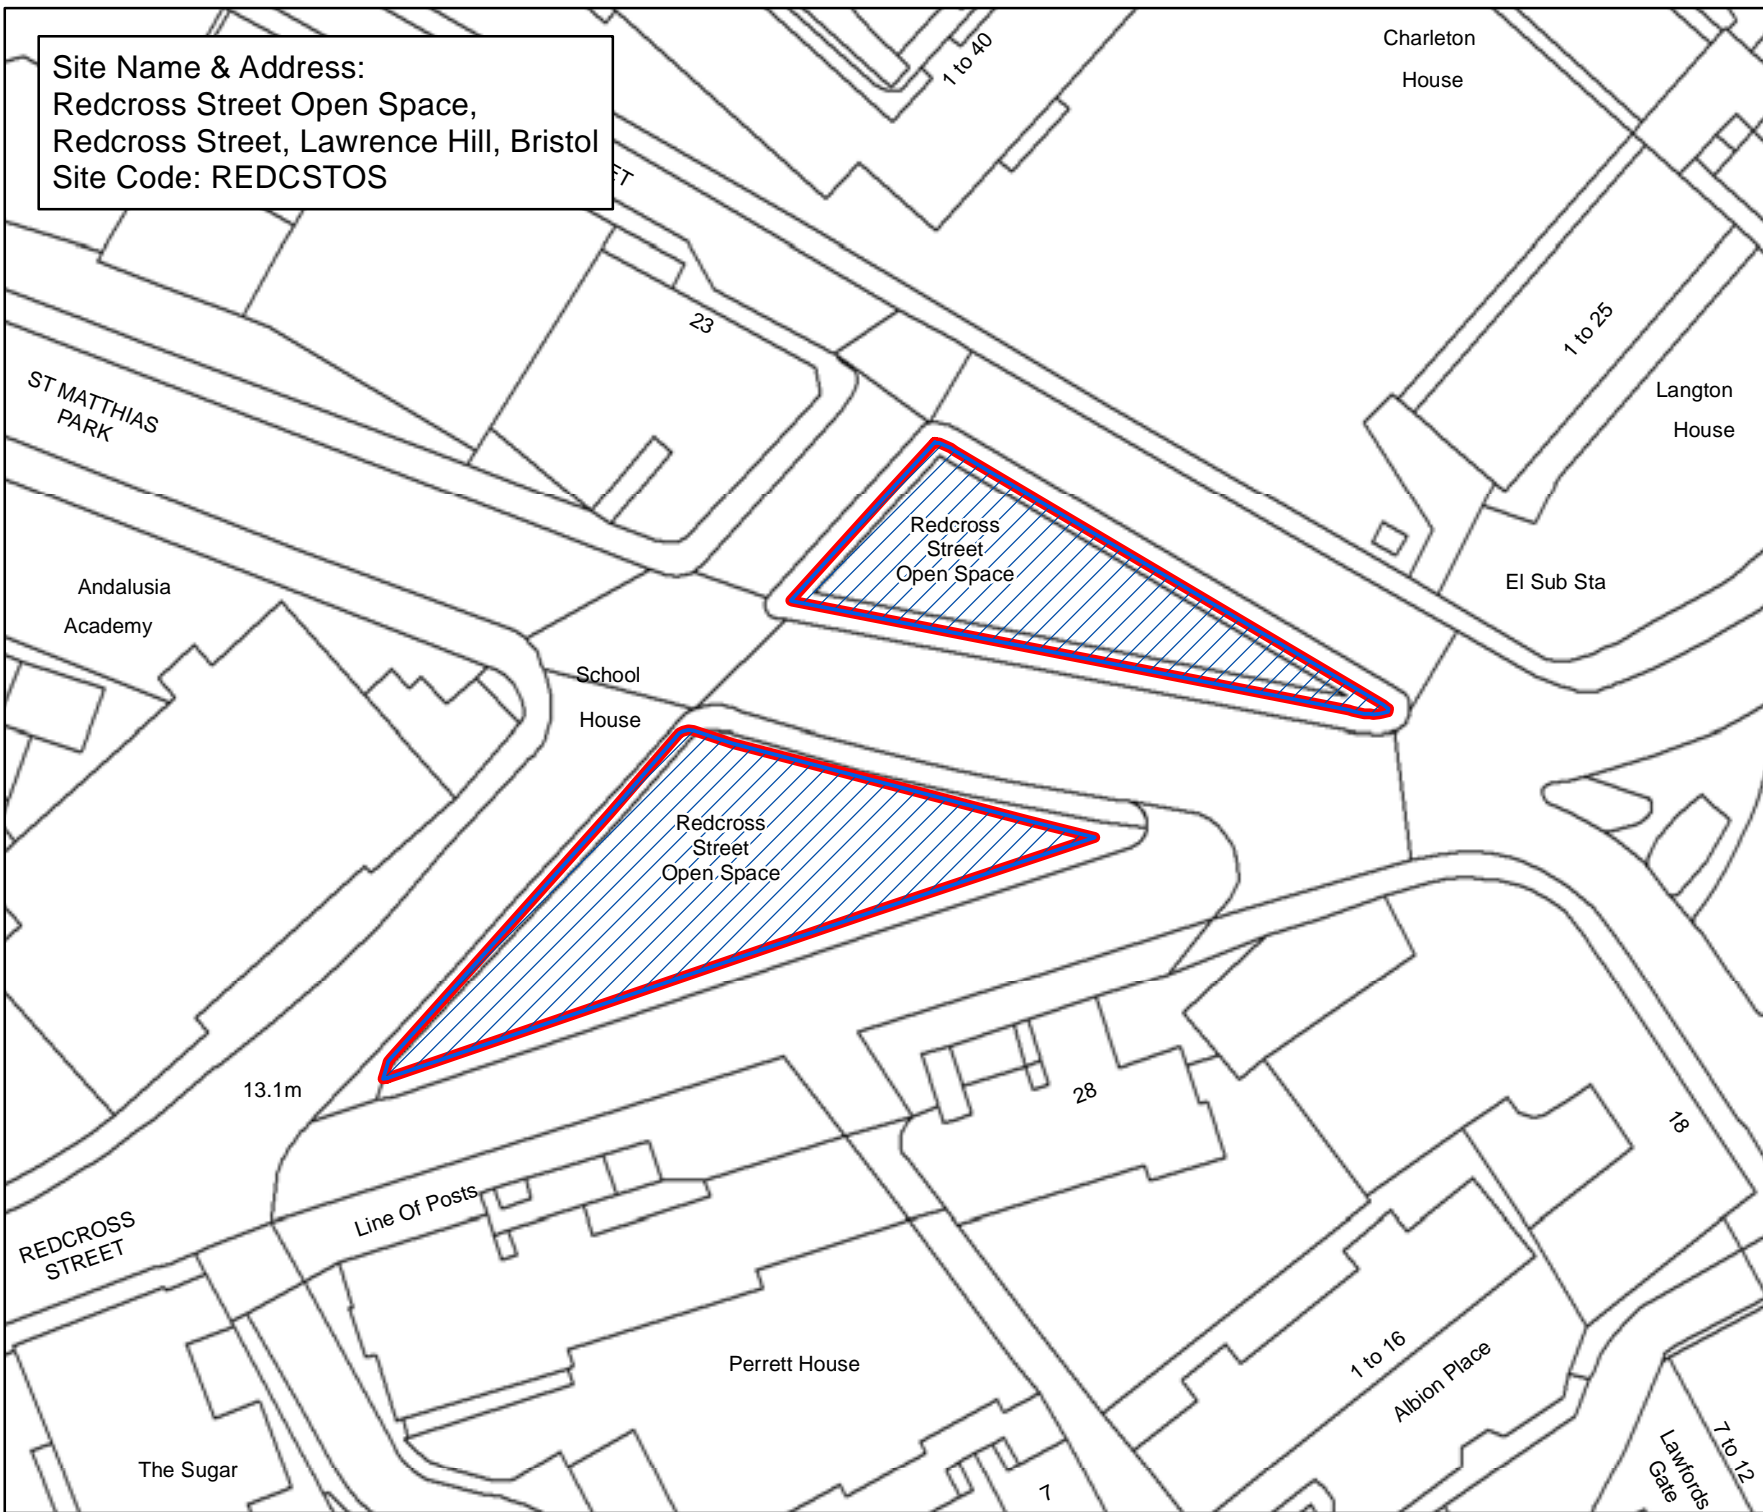 Site Name & Address:
Redcross Street Open Space,
Redcross Street, Lawrence Hill, Bristol
Site Code: REDCSTOS
1 to 40
Charleton
House
ET
23
1 to 25
ST MATTHIAS
PARK
Langton
House
Redcross
Street
Open Space
El Sub Sta
Andalusia
Academy
School
House
Redcross
Street
Open Space
13.1m
28
18
Line Of Posts
REDCROSS
STREET
Perrett House
1 to 16
Albion Place
The Sugar
7
Lawfords
Gate
7 to 12